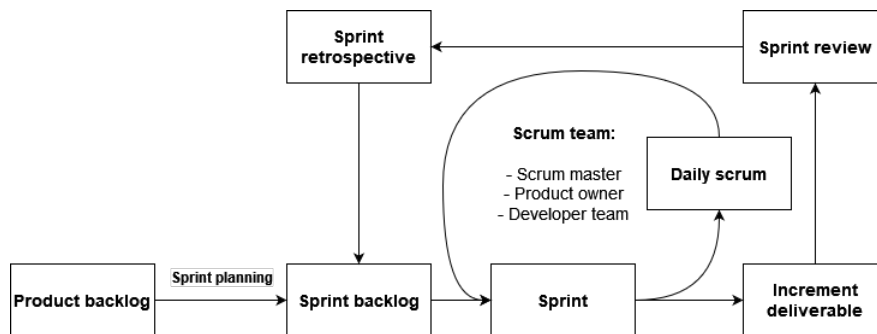 Sprint
retrospective
Sprint review
Scrum team:
- Scrum master
- Product owner
- Developer team
Daily scrum
Product backlog
Sprint planning
Sprint backlog
Sprint
Increment
deliverable